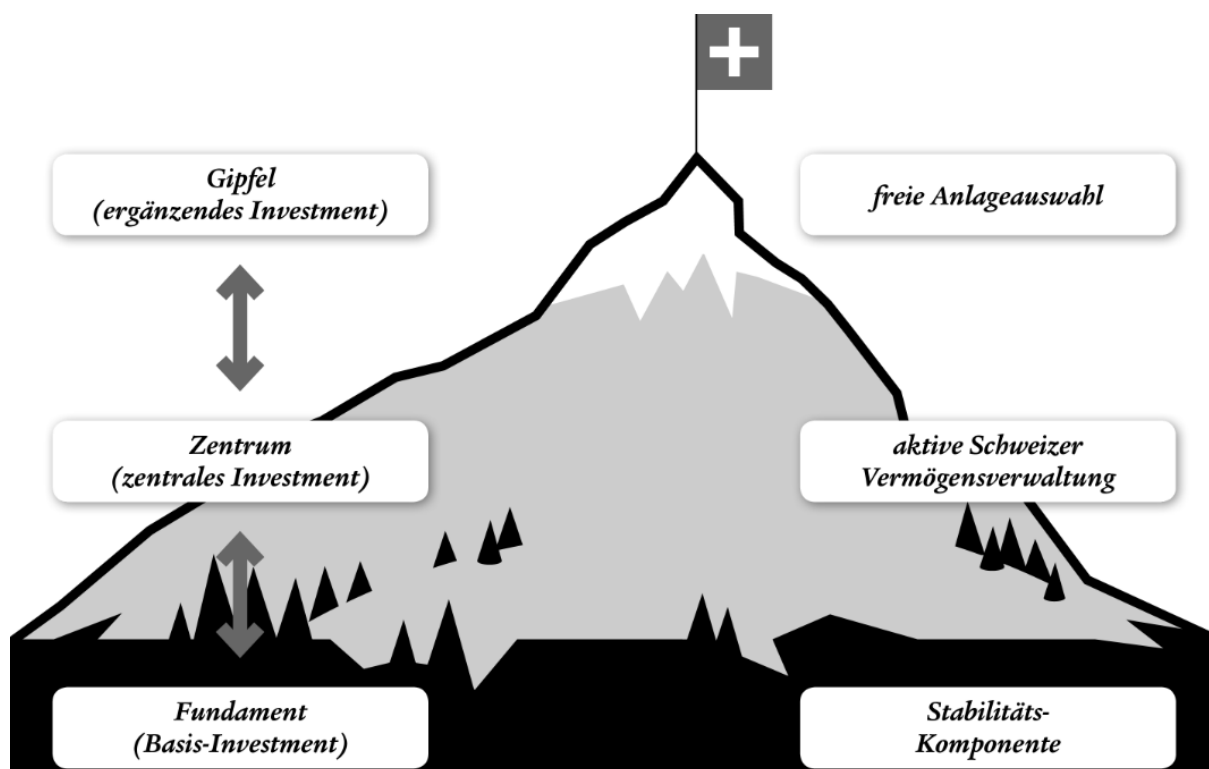 Gipfel
(ergänzendes Investment)
freie Anlageauswahl
Zentrum
(zentrales Investment)
aktive Schweizer
Vermögensverwaltung
Fundament
(Basis-Investment)
Stabilitäts-
Komponente